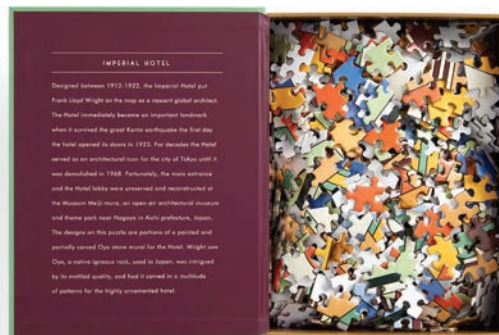 IMPERIAL HOTEL
Designed between 1912-1922, the Imperial Hotel put
Frank Lloyd Wright on the map as a nascent global architect.
The Hotel immediately became an important landmark
when it survived the great Kanto earthquake the first day
the hotel opened its doors in 1923. For decades the Hotel
served as an architectural icon for the city of Tokyo until it
was demolished in 1968. Fortunately, the main entrance
and the Hotel lobby were preserved and reconstructed at
the Museum Meiji-mura, an open-air architectural museum
and theme park near Nagoya in Aichi prefecture, Japan.
The designs on this puzzle are portions of a painted and
partially carved Oya stone mural for the Hotel. Wright saw
Oya, a native igneous rock, used in Japan, was intrigued
by its mottled quality, and had it carved in a multitude
of patterns for the highly ornamented hotel.